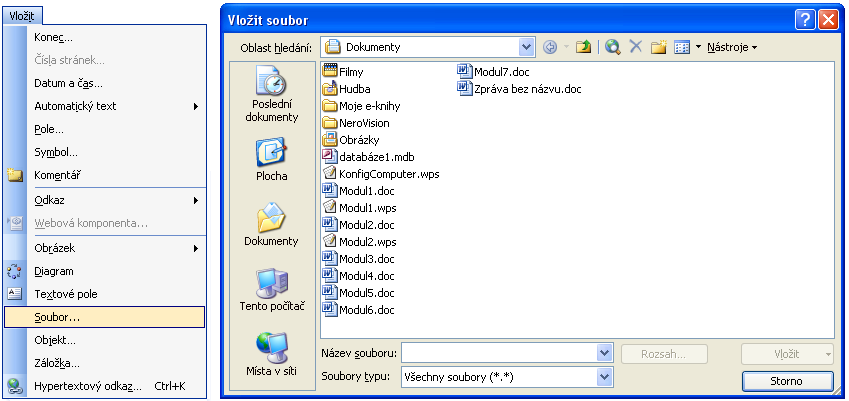 Vložit
Konec...
Čísla stránek...
Datum a čas...
Automatický text
Pole...
Symbol...
Komentář
Odkaz
Webová komponenta...
Obrázek
Diagram
Textové pole
Soubor...
Objekt...
Záložka...
Hypertextový odkaz... Ctrl+K
Vložit soubor
Oblast hledání: Dokumenty Nástroje
Poslední
dokumenty
Plocha
Dokumenty
Tento počítač
Místa v síti
Filmy
Hudba
Moje e-knihy
NeroVision
Obrázky
databáze1.mdb
KonfigComputer.wps
Modul1.doc
Modul1.wps
Modul2.doc
Modul2.wps
Modul3.doc
Modul4.doc
Modul5.doc
Modul6.doc
Modul7.doc
Zpráva bez názvu.doc
Název souboru: Rozsah... Vložit
Soubory typu: Všechny soubory (*.*) Storno